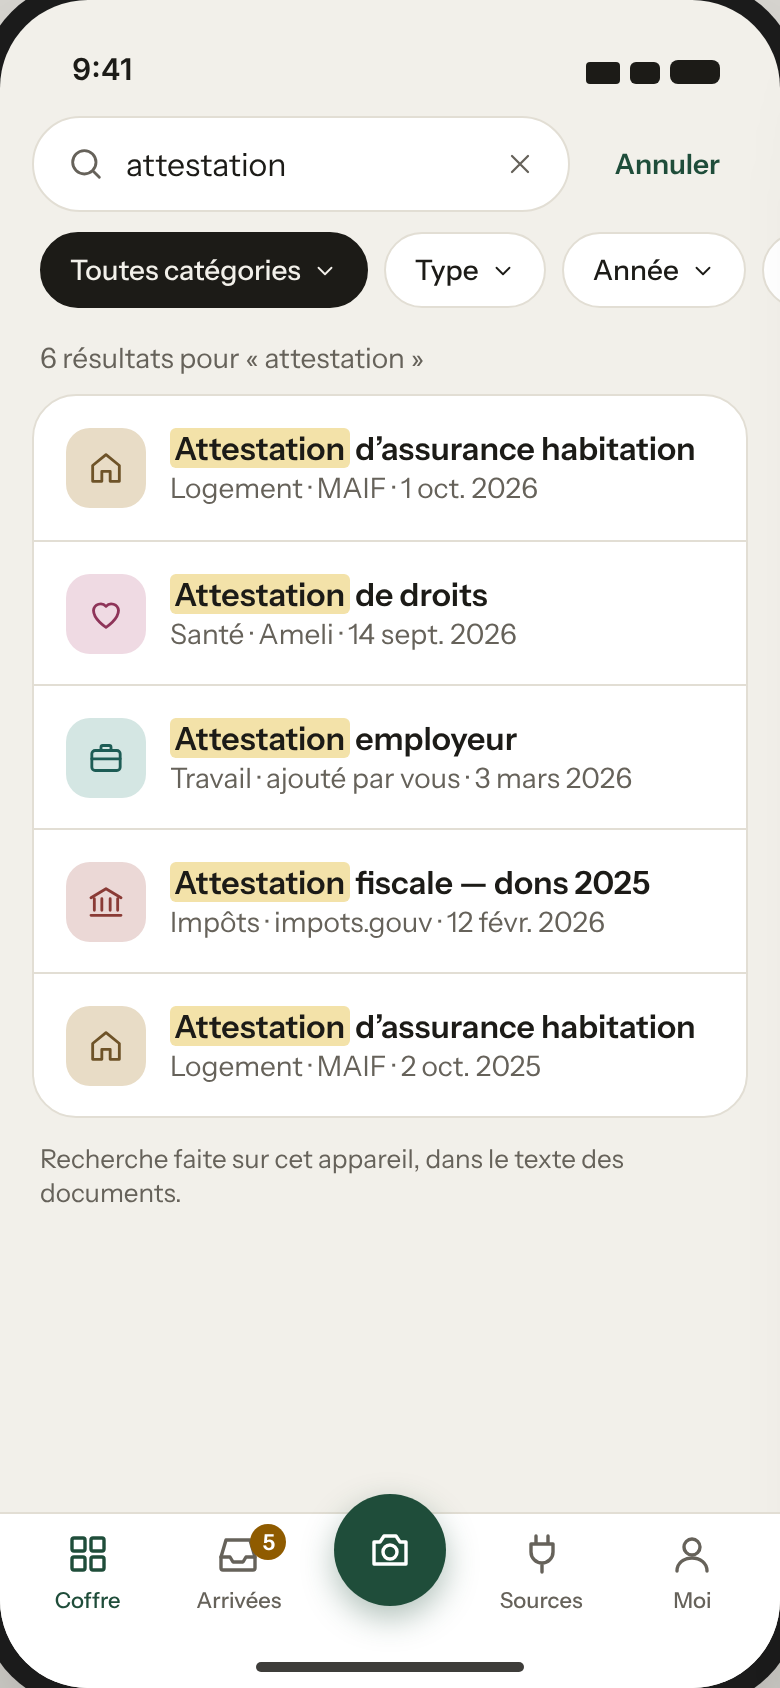 9:41
attestation
Annuler
Toutes catégories
Type
Année
6 résultats pour « attestation »
Attestation d’assurance habitation
Logement · MAIF · 1 oct. 2026
Attestation de droits
Santé · Ameli · 14 sept. 2026
Attestation employeur
Travail · ajouté par vous · 3 mars 2026
Attestation fiscale — dons 2025
Impôts · impots.gouv · 12 févr. 2026
Attestation d’assurance habitation
Logement · MAIF · 2 oct. 2025
Recherche faite sur cet appareil, dans le texte des
documents.
5
Coffre
Arrivées
Sources
Moi